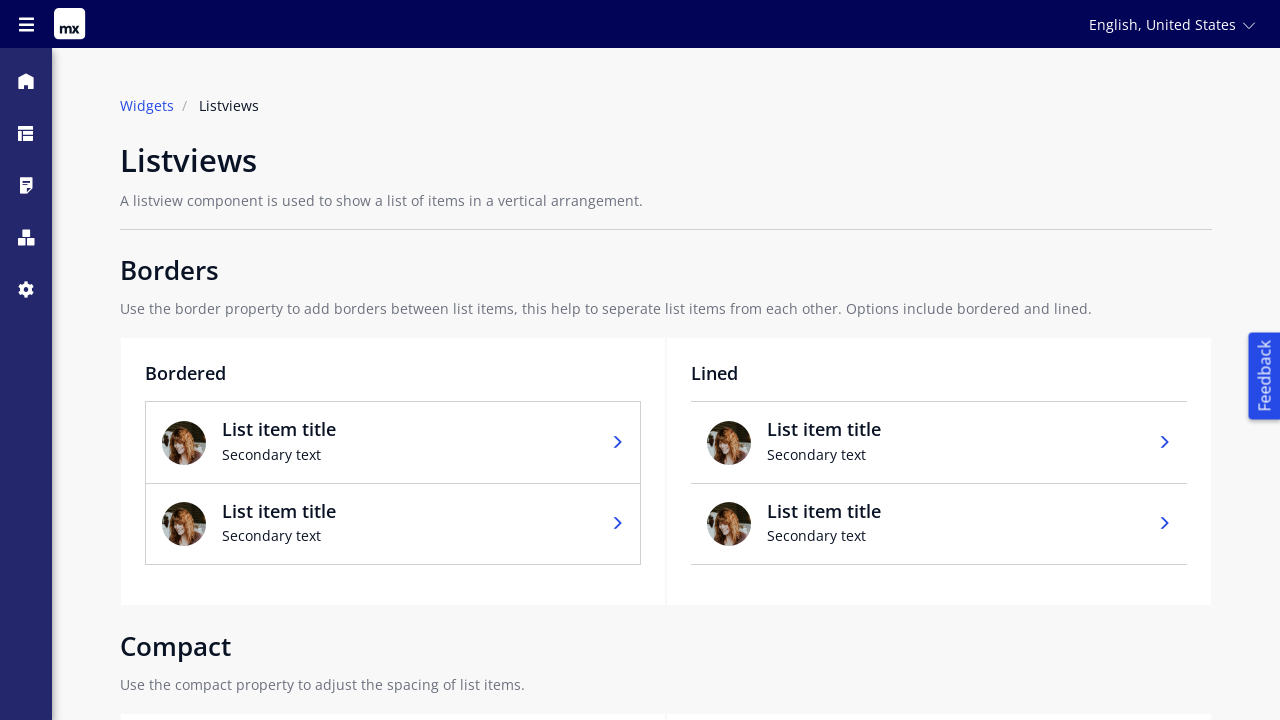 mx
English, United States
Widgets / Listviews
Listviews
A listview component is used to show a list of items in a vertical arrangement.
Borders
Use the border property to add borders between list items, this help to seperate list items from each other. Options include bordered and lined.
Bordered
List item title
Secondary text
List item title
Secondary text
Lined
List item title
Secondary text
List item title
Secondary text
Feedback
Compact
Use the compact property to adjust the spacing of list items.